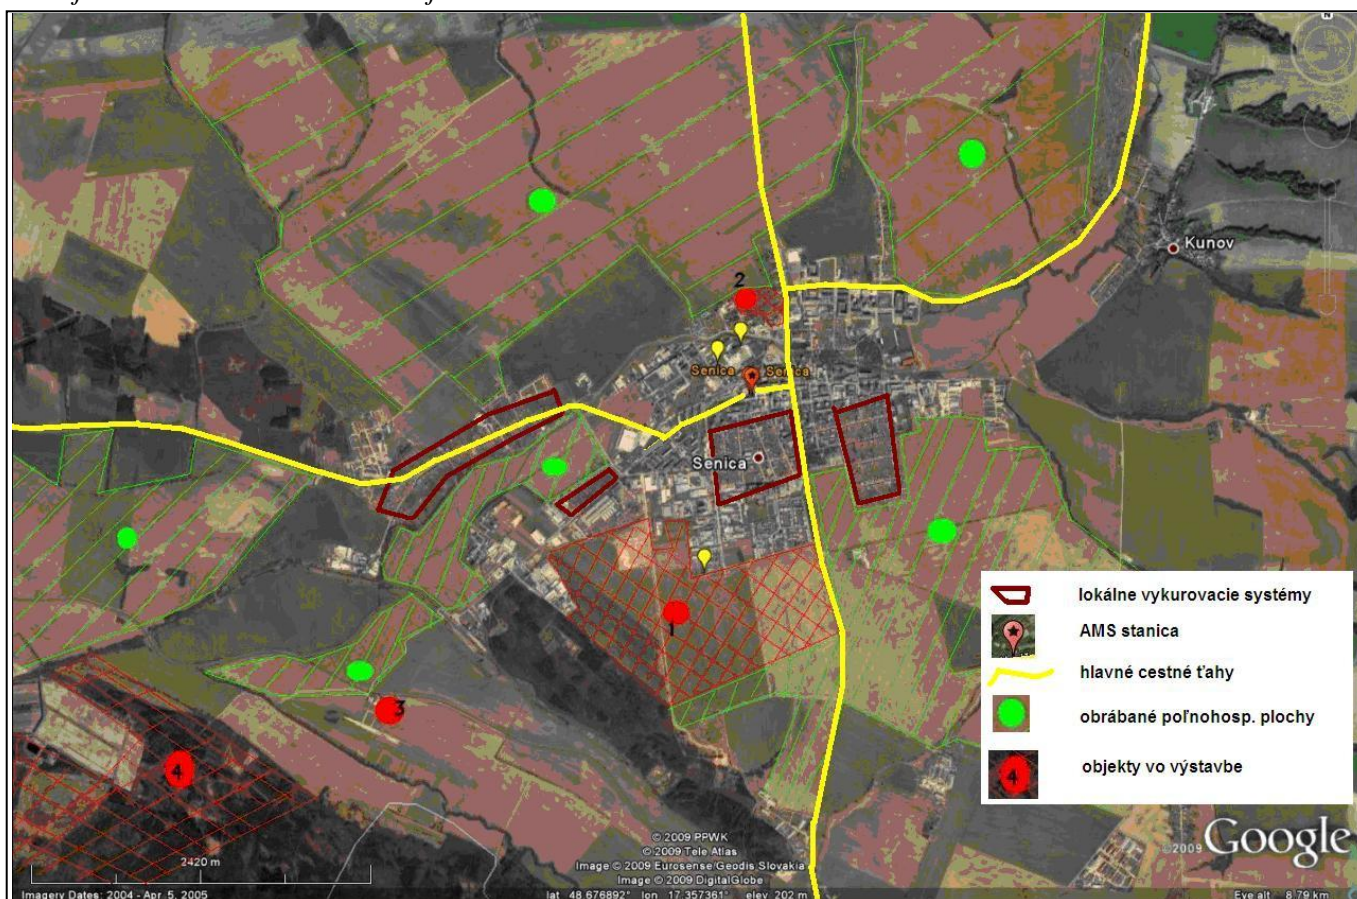 2
Kunov
Senica
Senica
Senica
1
3
4
lokálne vykurovacie systémy
AMS stanica
hlavné cestné ťahy
obrábané poľnohosp. plochy
4
objekty vo výstavbe
© 2009 PPWK
© 2009 Tele Atlas
Image © 2009 Eurosense/Geodis Slovakia
Image © 2009 DigitalGlobe
©2009 Google
2420 m
Imagery Dates: 2004 - Apr 5, 2005
lat 48.676892° lon 17.357361° elev 202 m
Eye alt 8.79 km